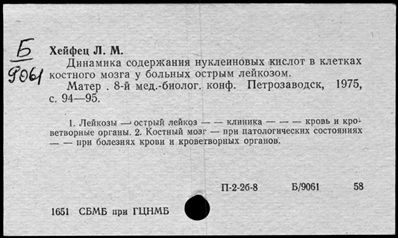 Б
9061
Хейфец Л. М.
Динамика содержания нуклеиновых кислот в клетках
костного мозга у больных острым лейкозом.
Матер . 8-й мед.-биолог. конф. Петрозаводск, 1975,
с. 94—95.
1. Лейкозы — острый лейкоз — — клиника — — — кровь и кро-
ветворные органы. 2. Костный мозг — при патологических состояниях
— — при болезнях крови и кроветворных органов.
П-2-26-8 Б/9061 58
1651 СБМБ при ГЦНМБ